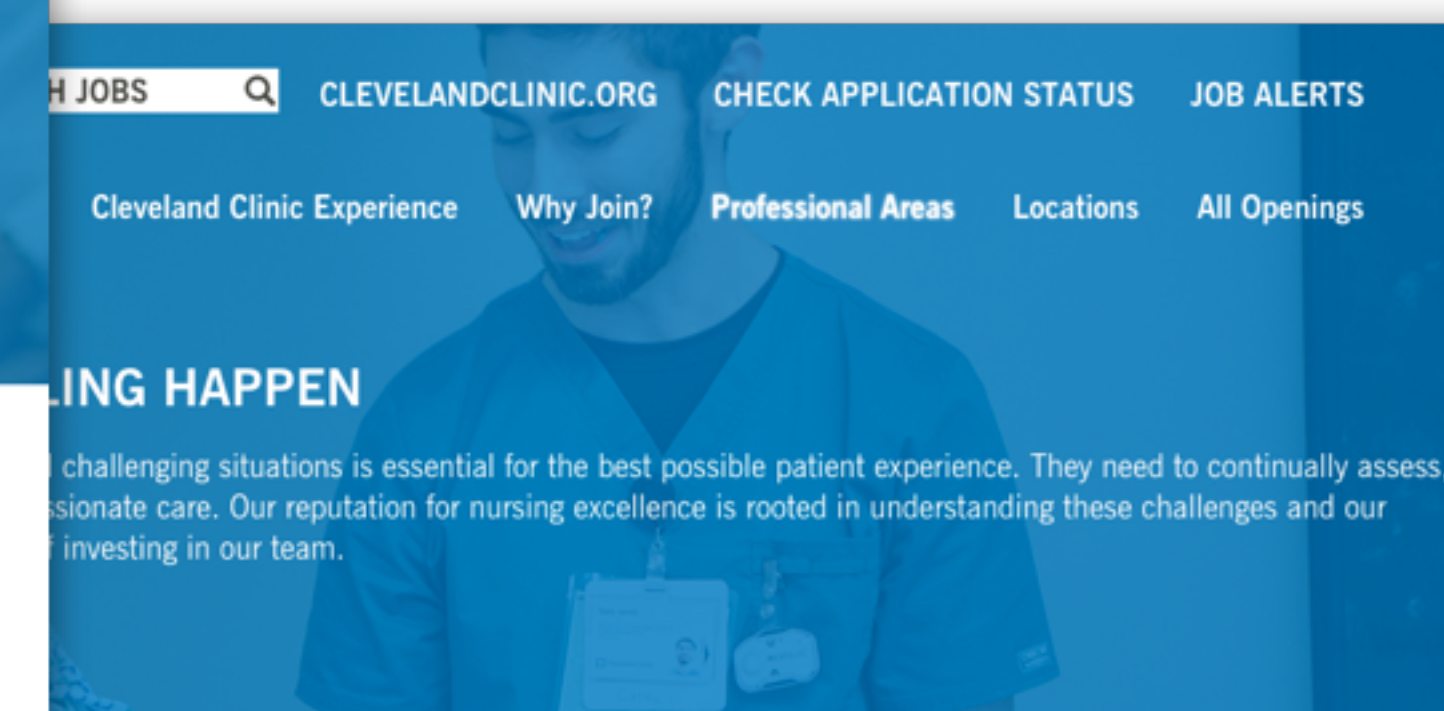 H JOBS
CLEVELANDCLINIC.ORG
CHECK APPLICATION STATUS
JOB ALERTS
Cleveland Clinic Experience
Why Join?
Professional Areas
Locations
All Openings
LING HAPPEN
challenging situations is essential for the best possible patient experience. They need to continually assess
ssionate care. Our reputation for nursing excellence is rooted in understanding these challenges and our
f investing in our team.